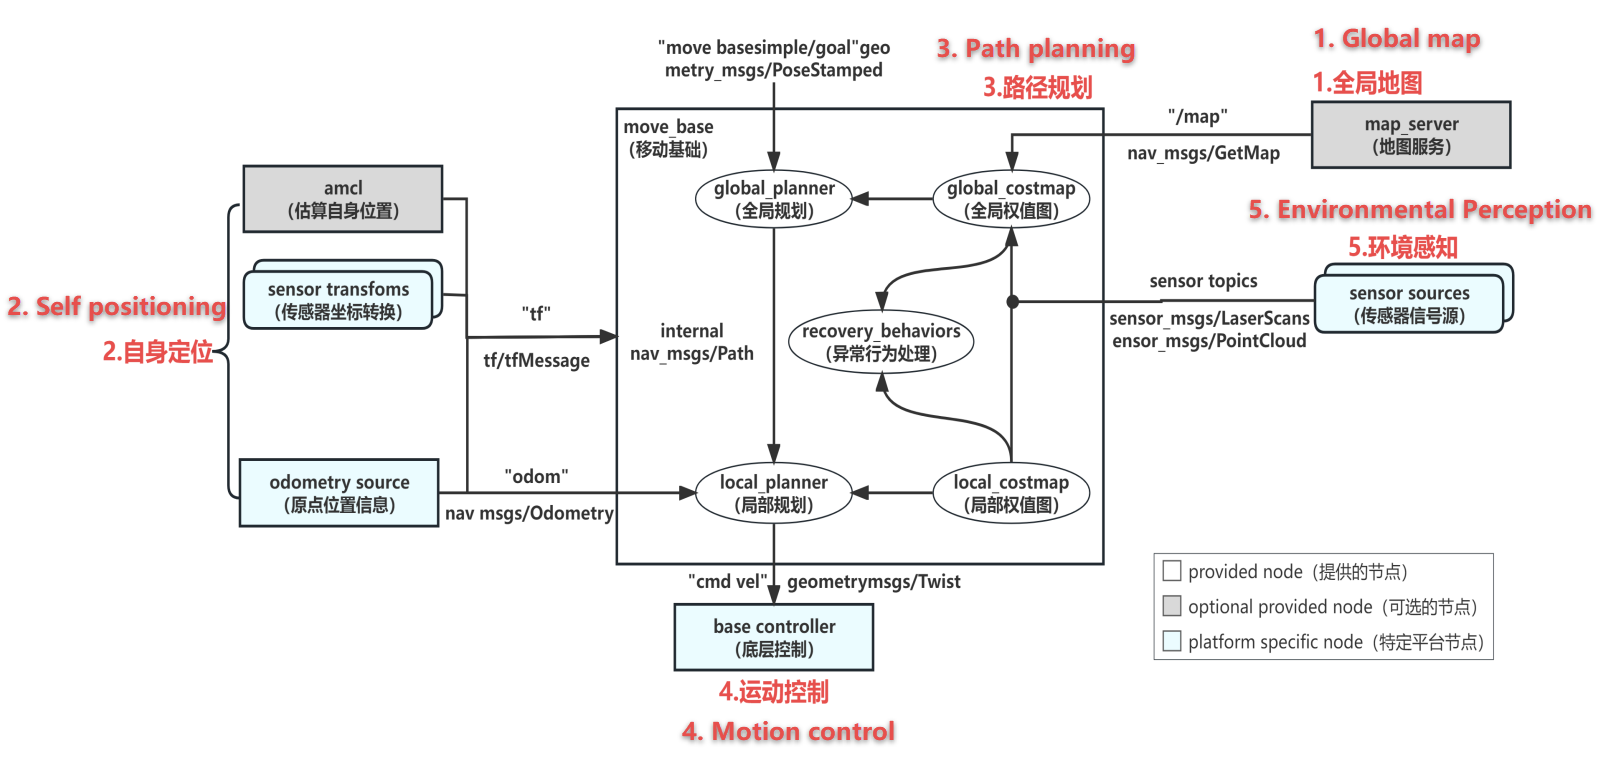 "move basesimple/goal"geo
metry_msgs/PoseStamped
3. Path planning
3.路径规划
1. Global map
1.全局地图
map_server
（地图服务）
"/map"
nav_msgs/GetMap
move_base
（移动基础）
global_planner
（全局规划）
global_costmap
（全局权值图）
amcl
（估算自身位置）
sensor transfoms
（传感器坐标转换）
2. Self positioning
2.自身定位
"tf"
tf/tfMessage
internal
nav_msgs/Path
recovery_behaviors
（异常行为处理）
5. Environmental Perception
5.环境感知
sensor sources
（传感器信号源）
sensor topics
sensor_msgs/LaserScans
ensor_msgs/PointCloud
odometry source
（原点位置信息）
"odom"
nav msgs/Odometry
local_planner
（局部规划）
local_costmap
（局部权值图）
"cmd vel"
geometrymsgs/Twist
base controller
（底层控制）
4.运动控制
4. Motion control
provided node（提供的节点）
optional provided node（可选的节点）
platform specific node（特定平台节点）